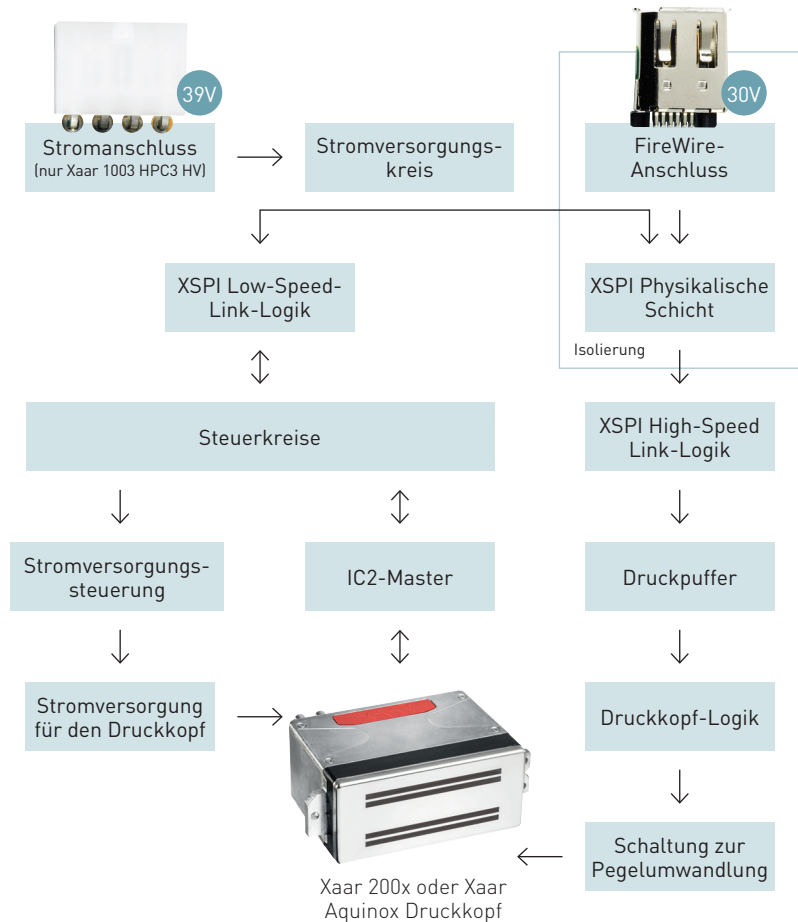 39V
30V
Stromanschluss
(nur Xaar 1003 HPC3 HV)
Stromversorgungs-
kreis
FireWire-
Anschluss
XSPI Low-Speed-
Link-Logik
XSPI Physikalische
Schicht
Isolierung
Steuerkreise
XSPI High-Speed
Link-Logik
Stromversorgungs-
steuerung
IC2-Master
Druckpuffer
Stromversorgung
für den Druckkopf
Druckkopf-Logik
Schaltung zur
Pegelumwandlung
Xaar 200x oder Xaar
Aquinox Druckkopf